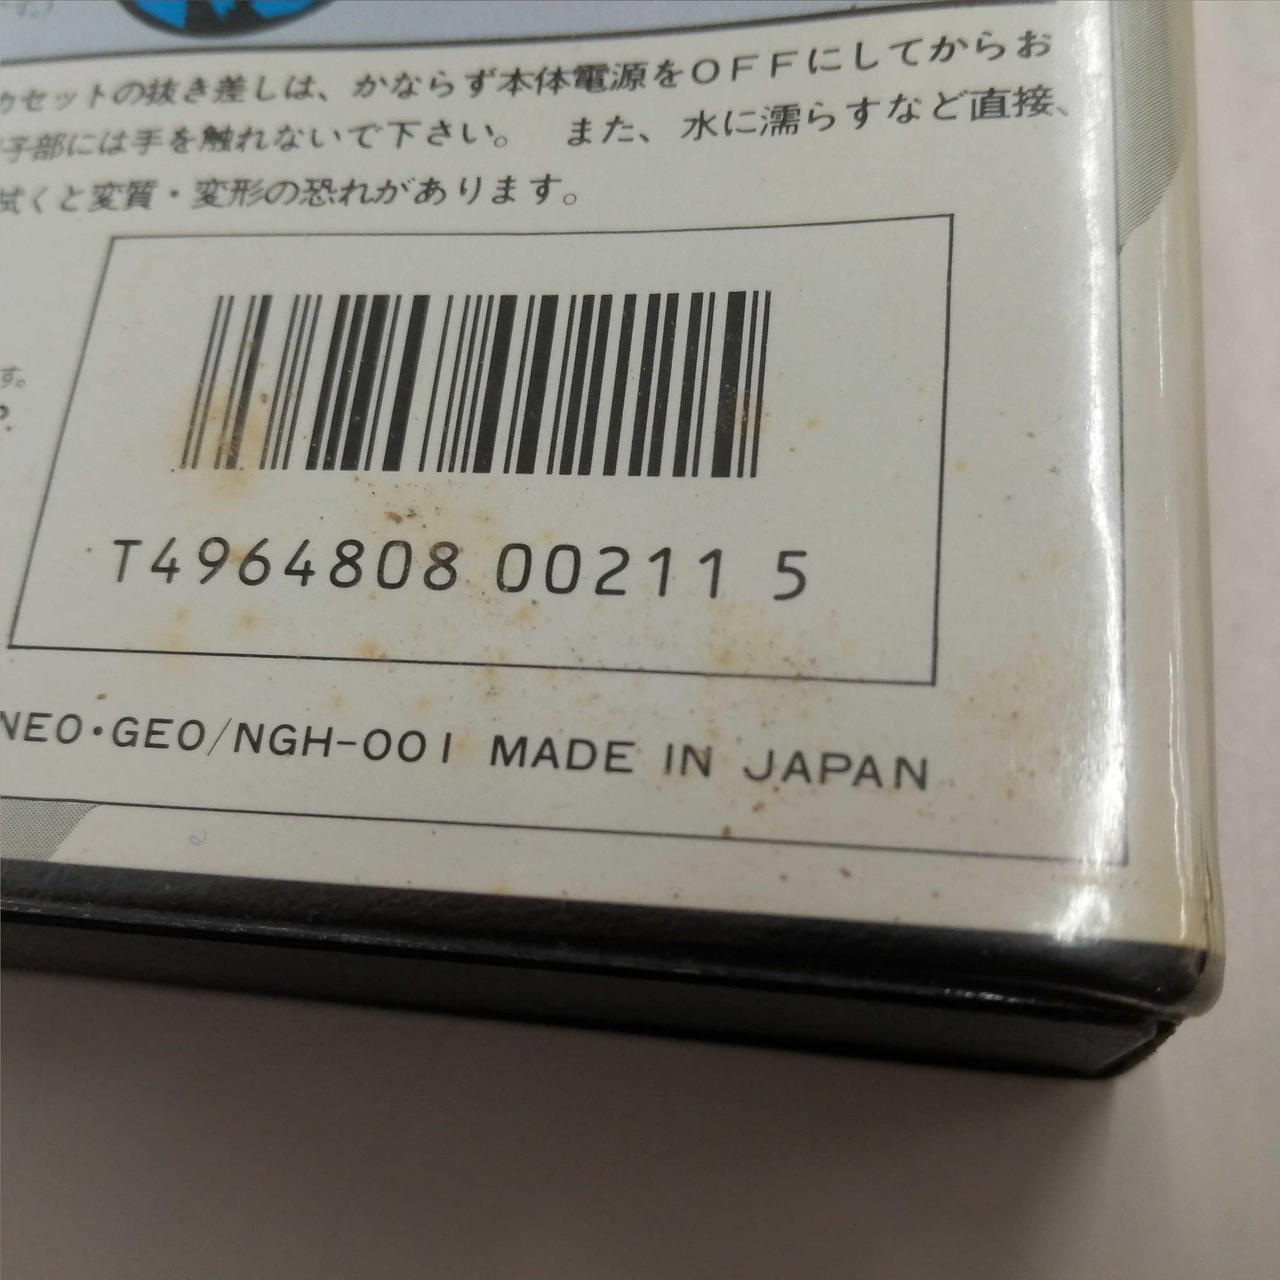 カセットの抜き差しは、かならず本体電源をOFFにしてからお
子部には手を触れないで下さい。 また、水に濡らすなど直接、
拭くと変質・変形の恐れがあります。
す。
T4964808 00211 5
NEO・GEO/NGH-001 MADE IN JAPAN